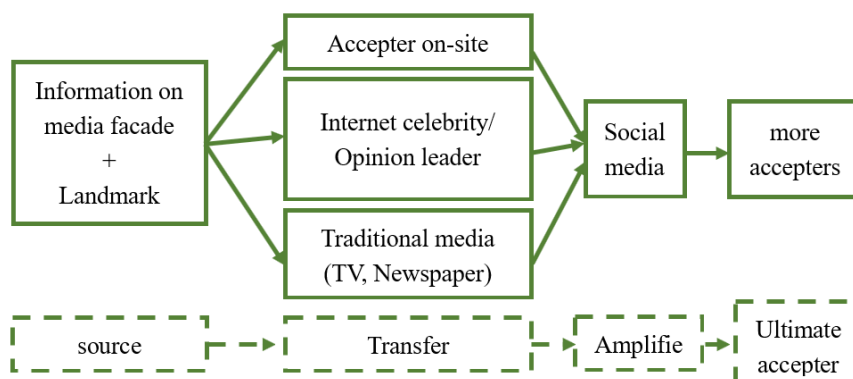 Information on
media facade
+
Landmark
Accepter on-site
Internet celebrity/
Opinion leader
Traditional media
(TV, Newspaper)
Social
media
more
accepters
source
Transfer
Amplifie
Ultimate
accepter